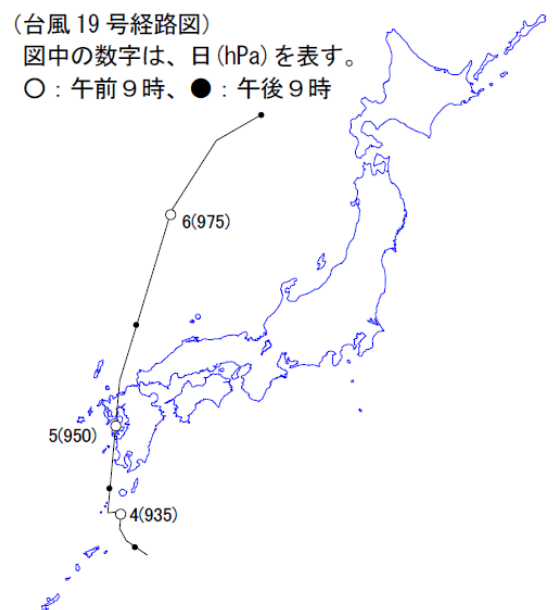 (台風19号経路図)
図中の数字は、日(hPa)を表す。
○：午前９時、●：午後９時
6(975)
5(950)
4(935)